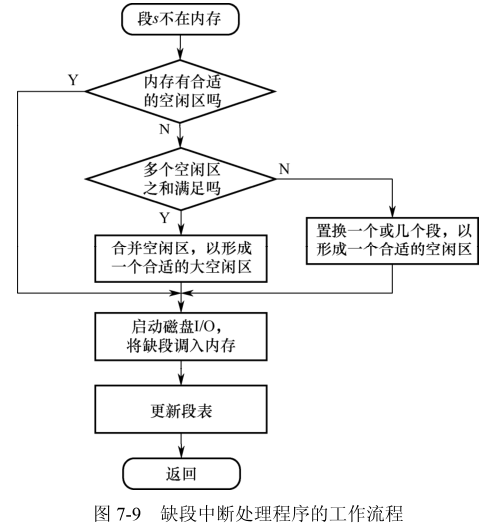 段s不在内存
Y
内存有合适
的空闲区吗
N
多个空闲区
之和满足吗
N
Y
合并空闲区，以形成
一个合适的大空闲区
置换一个或几个段，以
形成一个合适的空闲区
启动磁盘I/O，
将缺段调入内存
更新段表
返回
图 7-9 缺段中断处理程序的工作流程